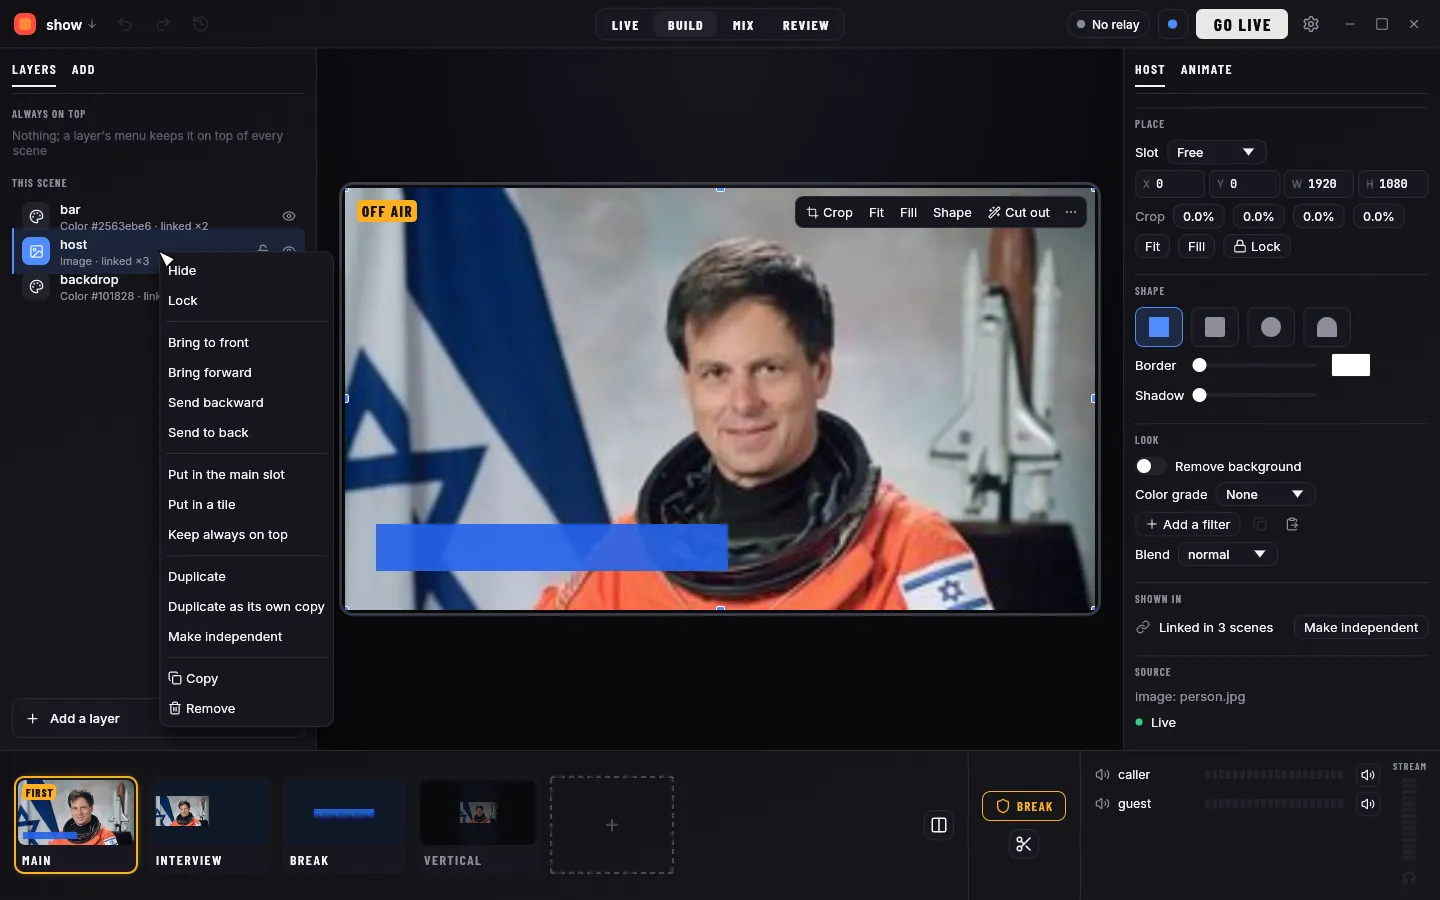 show
LIVE
BUILD
MIX
REVIEW
No relay
GO LIVE
LAYERS
ADD
ALWAYS ON TOP
Nothing; a layer's menu keeps it on top of every
scene
THIS SCENE
bar
Color #2563ebe6 · linked ×2
host
Image · linked ×3
backdrop
Color #101828 · link
Hide
Lock
Bring to front
Bring forward
Send backward
Send to back
Put in the main slot
Put in a tile
Keep always on top
Duplicate
Duplicate as its own copy
Make independent
Copy
Remove
Add a layer
OFF AIR
Crop
Fit
Fill
Shape
Cut out
HOST
ANIMATE
PLACE
Slot
Free
X 0
Y 0
W 1920
H 1080
Crop
0.0%
0.0%
0.0%
0.0%
Fit
Fill
Lock
SHAPE
Border
Shadow
LOOK
Remove background
Color grade
None
Add a filter
Blend
normal
SHOWN IN
Linked in 3 scenes
Make independent
SOURCE
image: person.jpg
Live
FIRST
MAIN
INTERVIEW
BREAK
VERTICAL
BREAK
caller
guest
STREAM